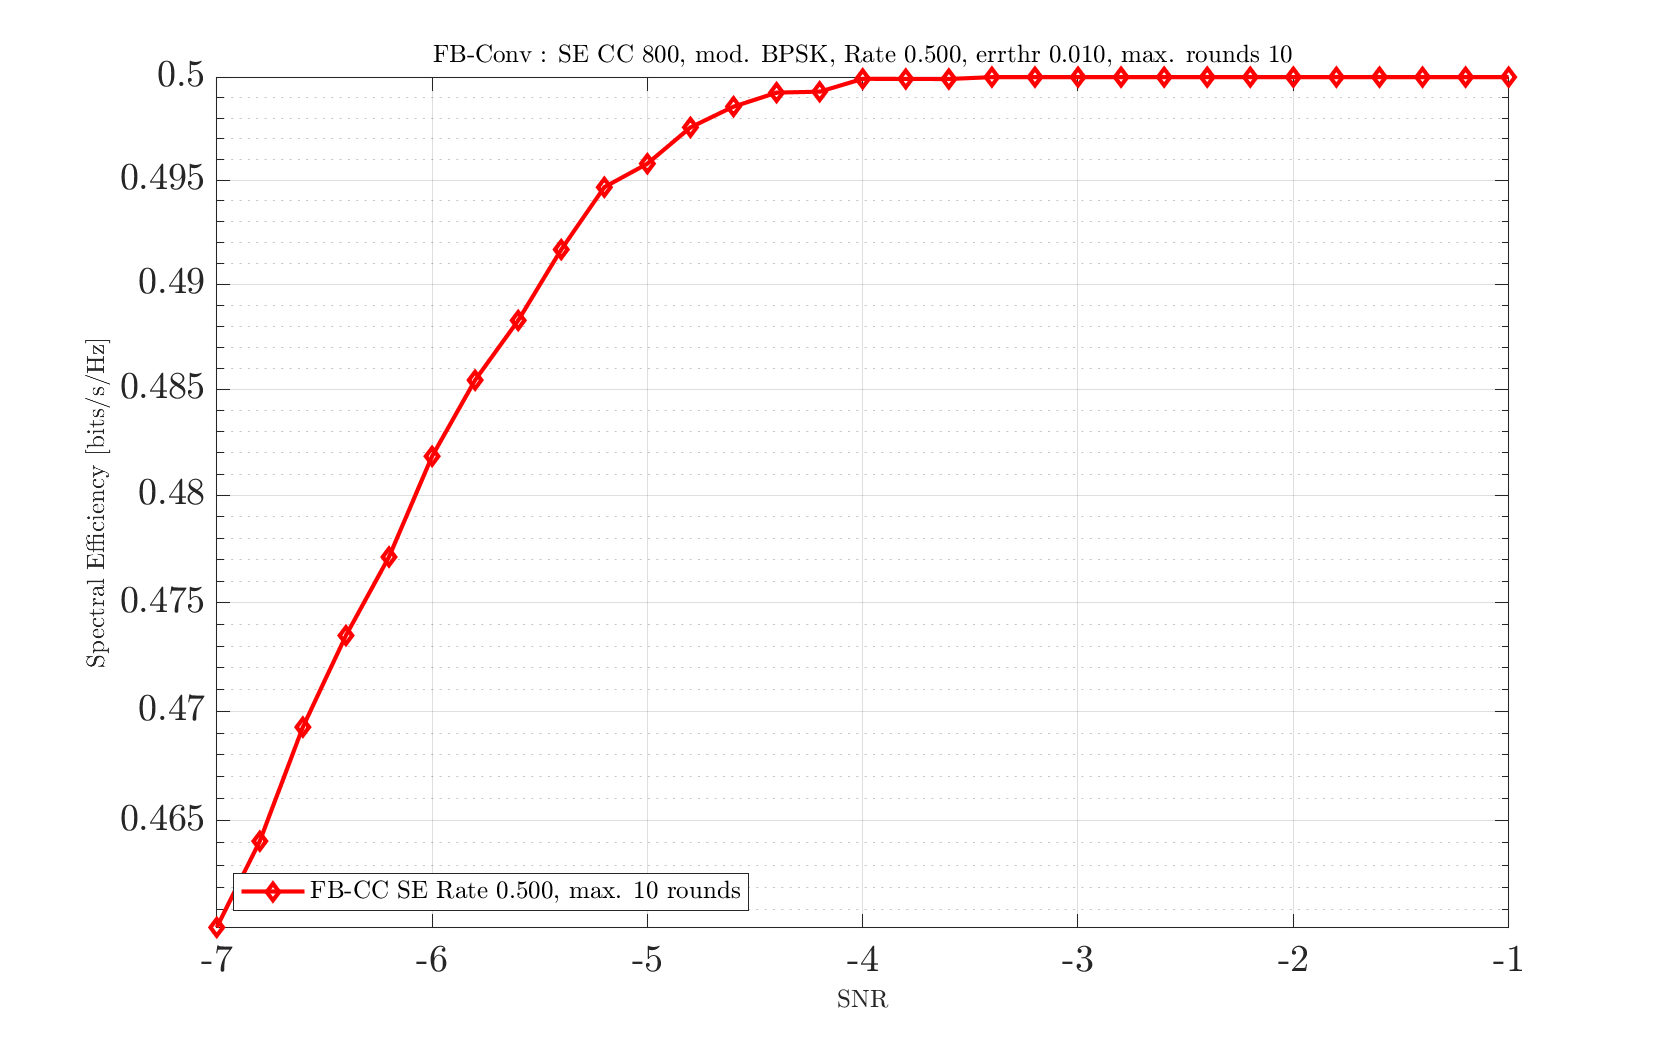 FB-Conv : SE CC 800, mod. BPSK, Rate 0.500, errthr 0.010, max. rounds 10
0.5
0.495
0.49
0.485
0.48
0.475
0.47
0.465
Spectral Efficiency [bits/s/Hz]
FB-CC SE Rate 0.500, max. 10 rounds
-7 -6 -5 -4 -3 -2 -1
SNR